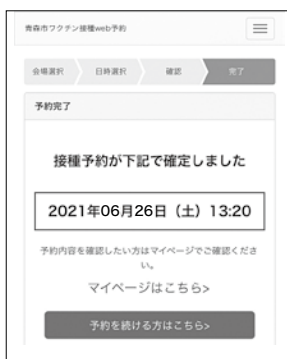 青森市ワクチン接種web予約
会場選択 日時選択 確認 完了
予約完了
接種予約が下記で確定しました
2021年06月26日（土）13:20
予約内容を確認したい方はマイページでご確認くださ
い。
マイページはこちら>
予約を続ける方はこちら>